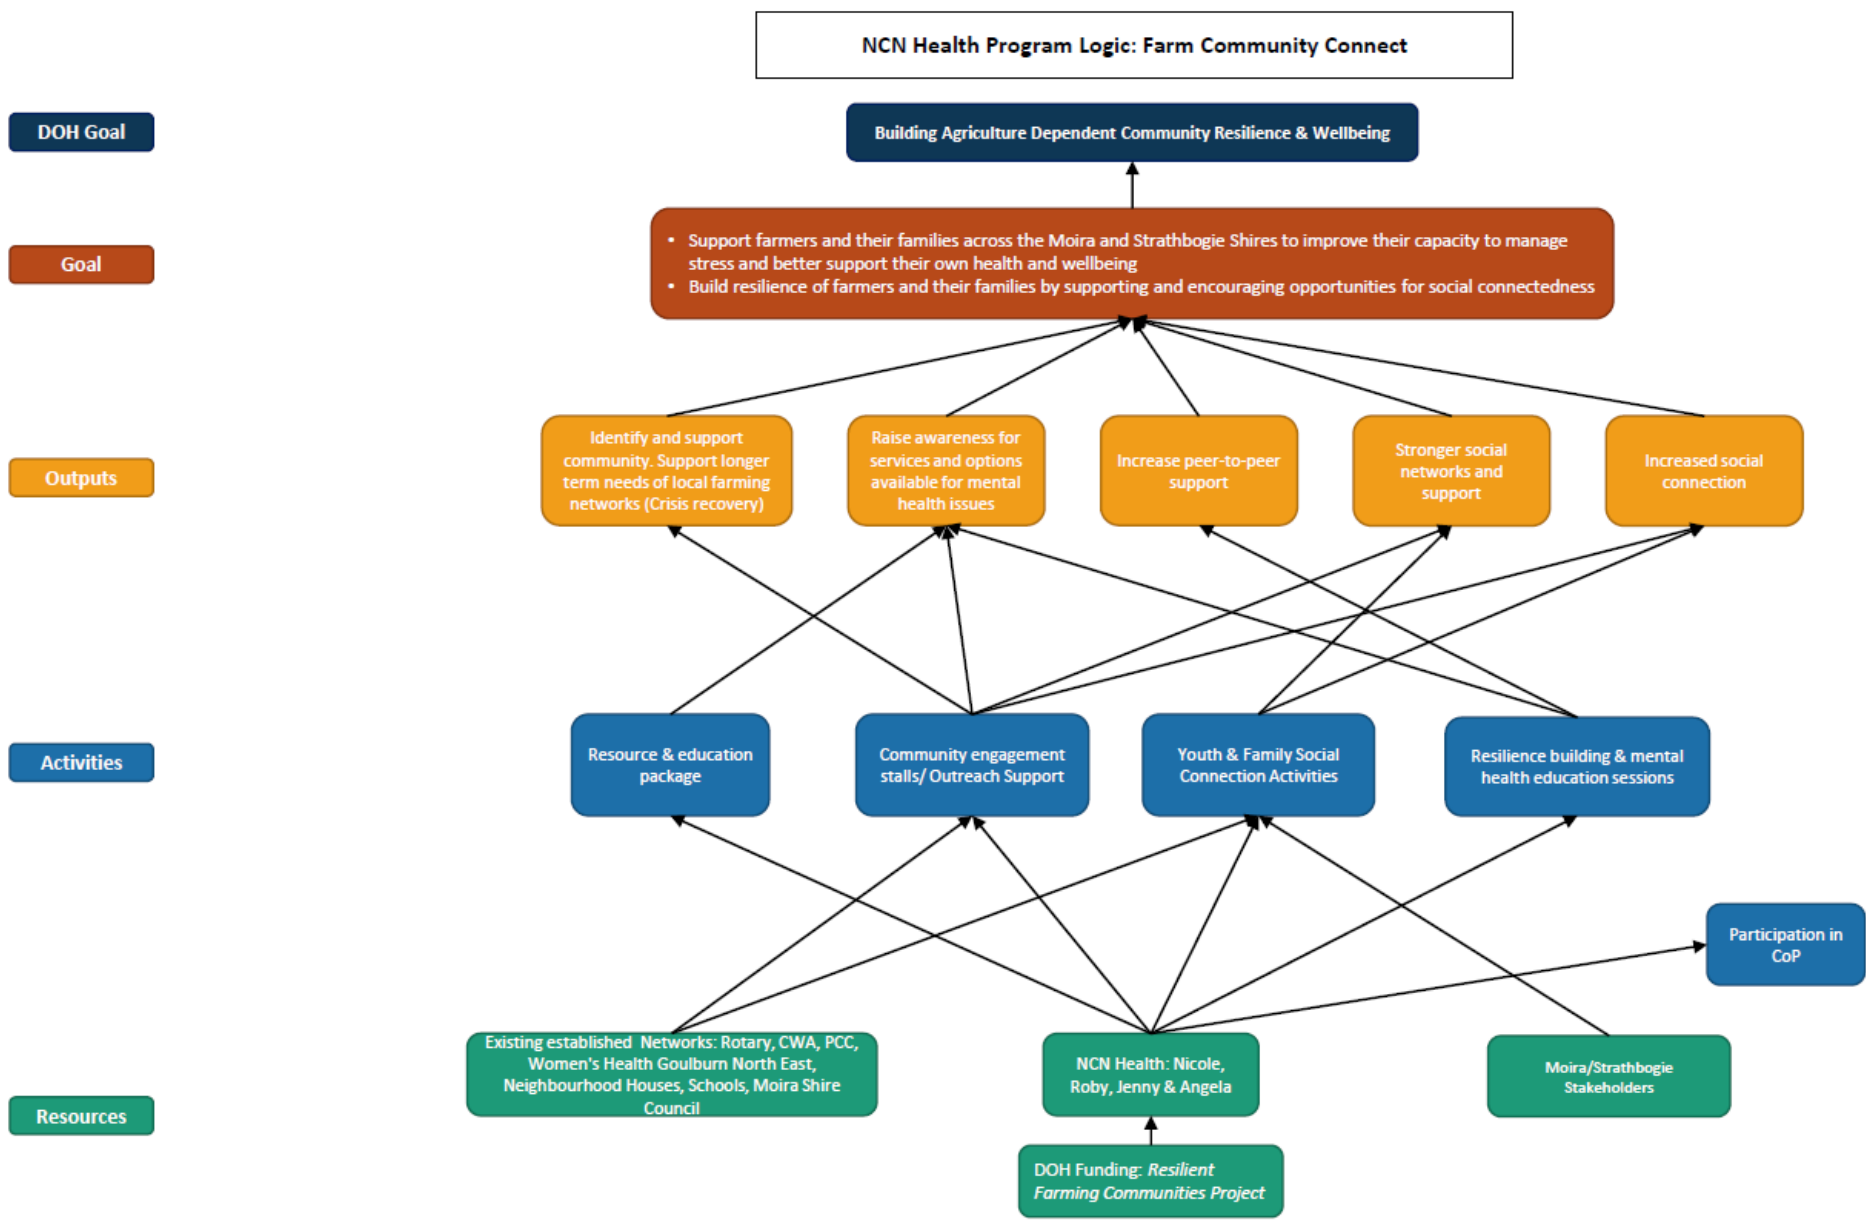 NCN Health Program Logic: Farm Community Connect
DOH Goal
Building Agriculture Dependent Community Resilience & Wellbeing
Goal
• Support farmers and their families across the Moira and Strathbogie Shires to improve their capacity to manage
stress and better support their own health and wellbeing
• Build resilience of farmers and their families by supporting and encouraging opportunities for social connectedness
Outputs
Identify and support
community. Support longer
term needs of local farming
networks (Crisis recovery)
Raise awareness for
services and options
available for mental
health issues
Increase peer-to-peer
support
Stronger social
networks and
support
Increased social
connection
Activities
Resource & education
package
Community engagement
stalls/ Outreach Support
Youth & Family Social
Connection Activities
Resilience building & mental
health education sessions
Participation in
CoP
Resources
Existing established Networks: Rotary, CWA, PCC,
Women's Health Goulburn North East,
Neighbourhood Houses, Schools, Moira Shire
Council
NCN Health: Nicole,
Roby, Jenny & Angela
Moira/Strathbogie
Stakeholders
DOH Funding: Resilient
Farming Communities Project